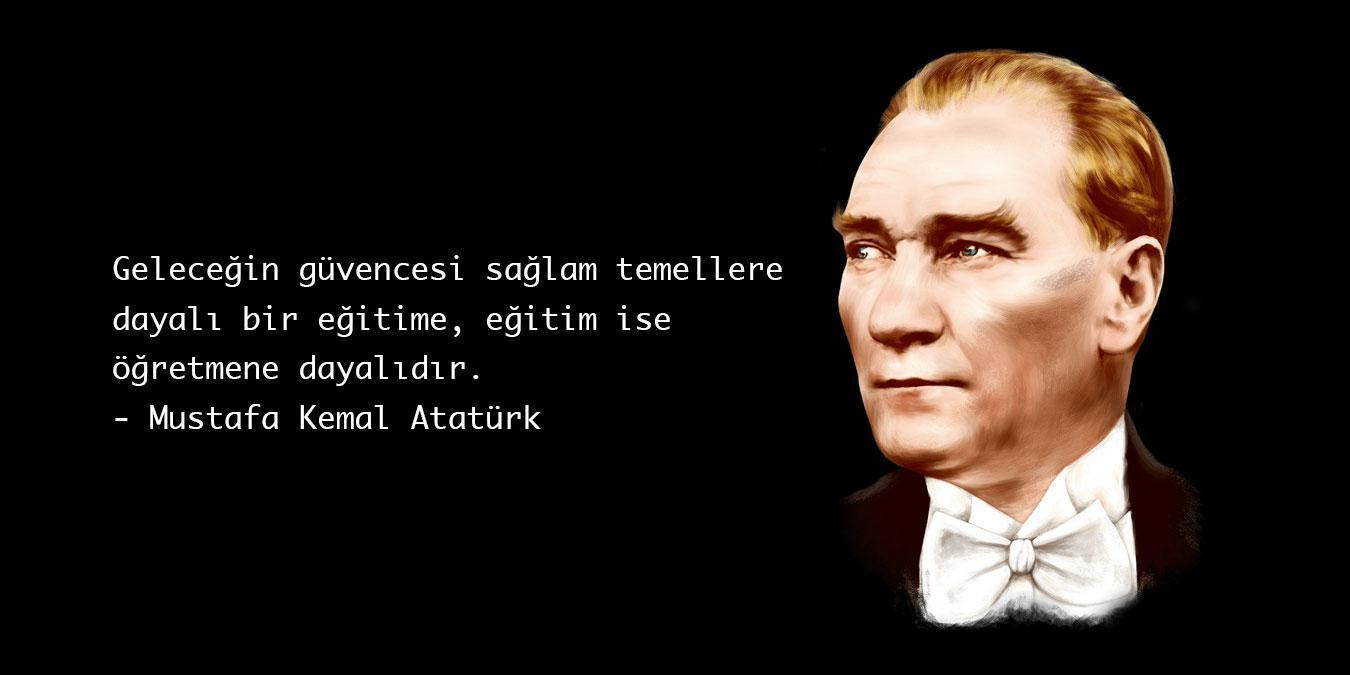 Geleceğin güvencesi sağlam temellere
dayalı bir eğitime, eğitim ise
öğretmene dayalıdır.
- Mustafa Kemal Atatürk